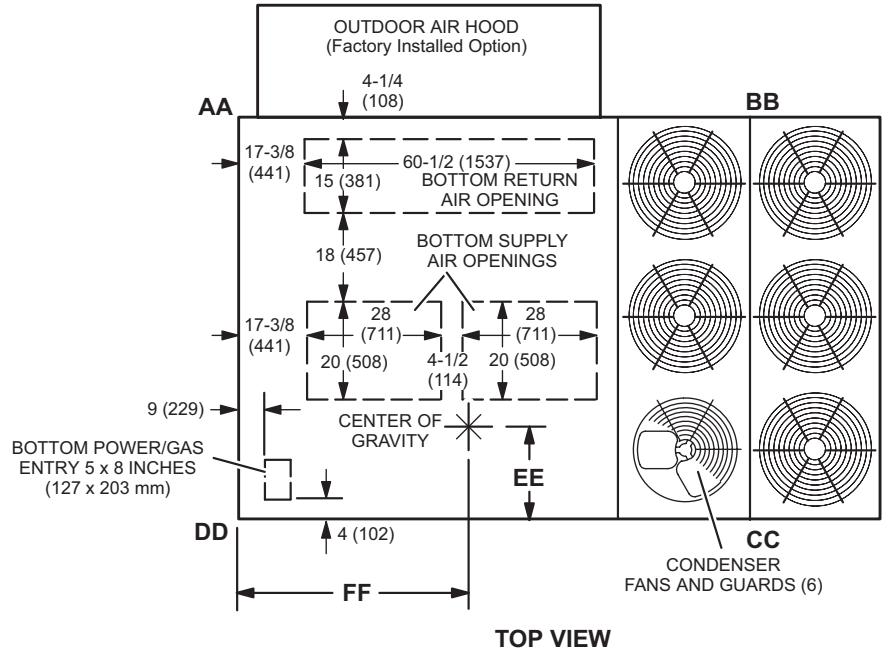 OUTDOOR AIR HOOD
(Factory Installed Option)
4-1/4
(108)
AA
BB
17-3/8
(441)
60-1/2 (1537)
15 (381)
BOTTOM RETURN
AIR OPENING
18 (457)
BOTTOM SUPPLY
AIR OPENINGS
17-3/8
(441)
28
(711)
28
(711)
20 (508)
4-1/2
(114)
20 (508)
9 (229)
CENTER OF
GRAVITY
BOTTOM POWER/GAS
ENTRY 5 x 8 INCHES
(127 x 203 mm)
EE
DD
4 (102)
CC
FF
CONDENSER
FANS AND GUARDS (6)
TOP VIEW